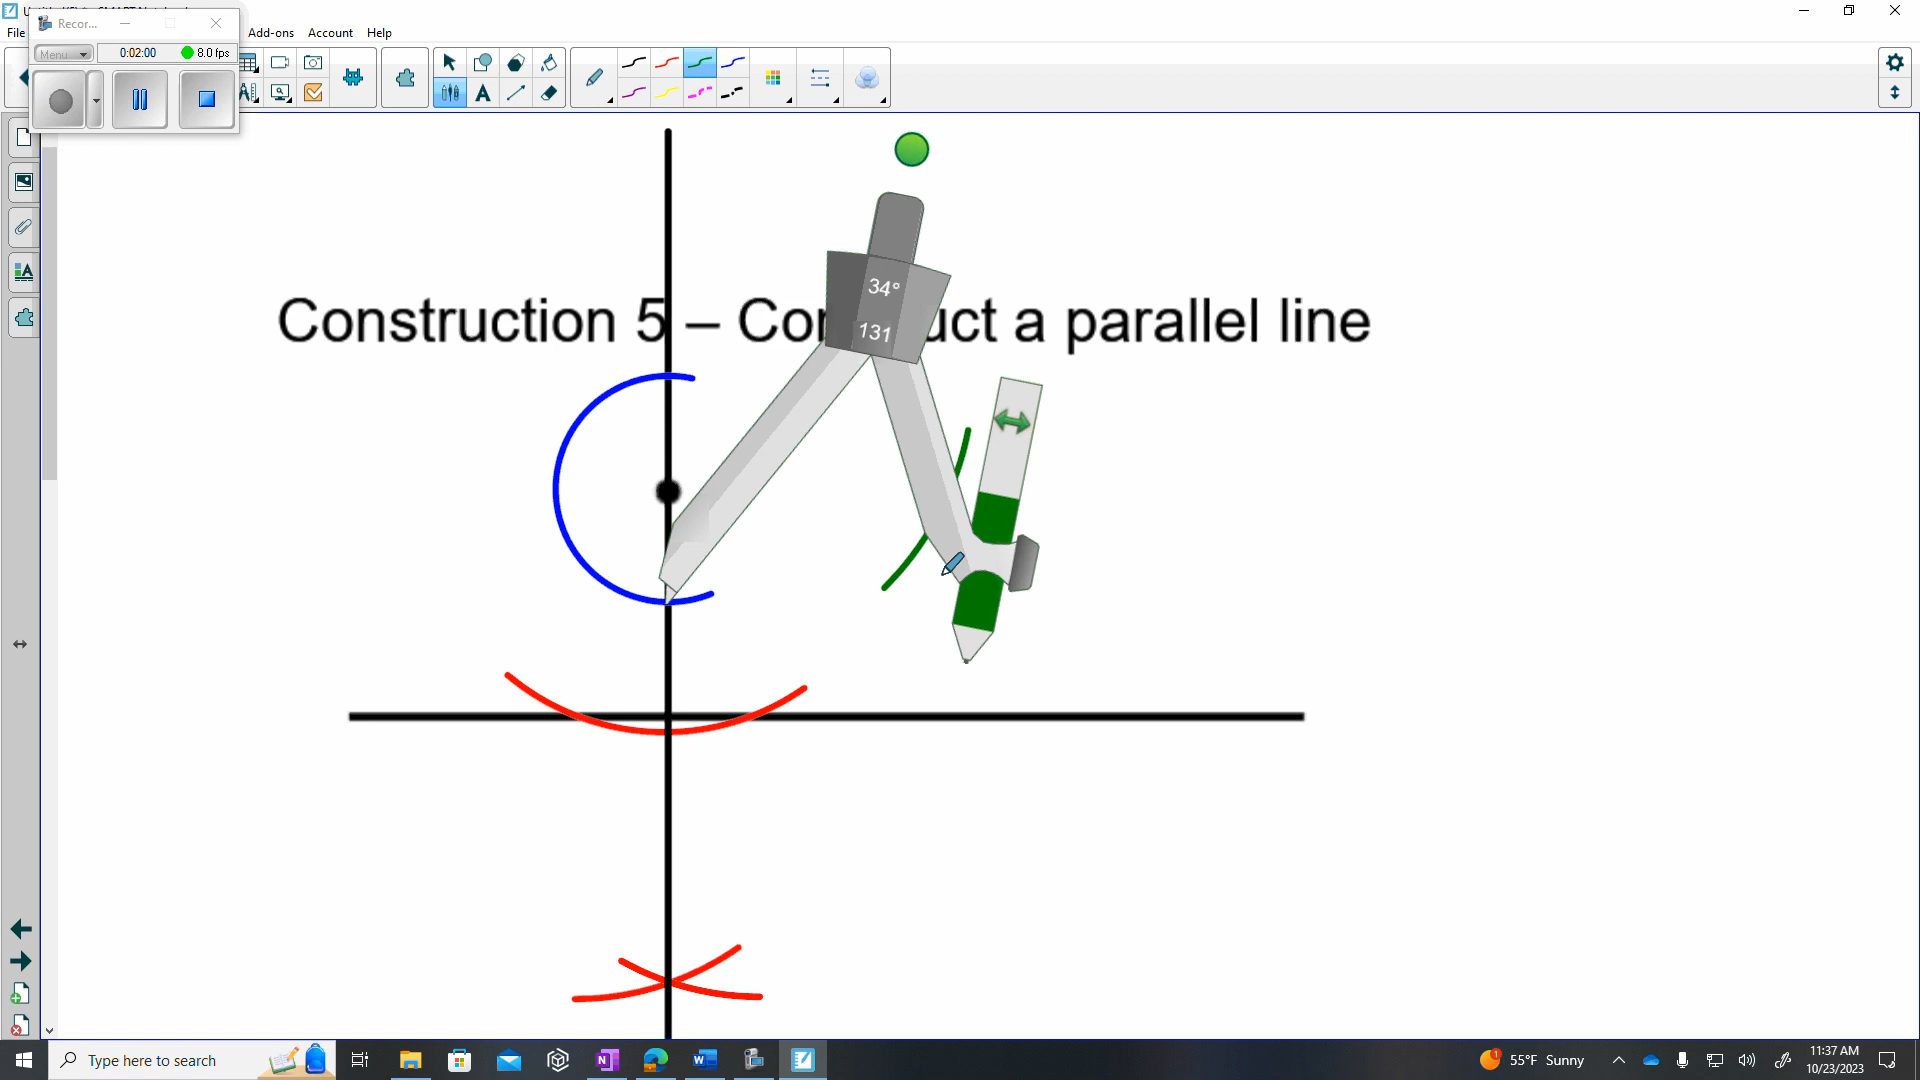 Recor...
File
Add-ons Account Help
Menu
0:02:00
8.0 fps
34°
131
Construction 5 – Co uct a parallel line
Type here to search
55°F Sunny
11:37 AM
10/23/2023